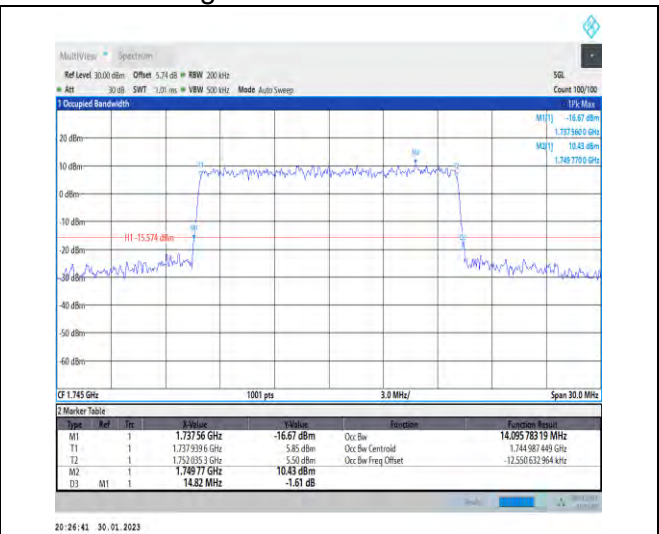 MultiView Spectrum
Ref Level 30.00 dBm Offset 5.74 dB RBW 200 kHz SGL
Att 30 dB SWT 1.01 ms VBW 500 kHz Mode Auto Sweep Count 100/100
1 Occupied Bandwidth 1Pk Max
M1[1] -16.67 dBm
1.737 560 0 GHz
20 dBm M2[1] 10.43 dBm
1.749 770 0 GHz
M2
T1
10 dBm
0 dBm
-10 dBm
M1
H1 -15.574 dBm
-20 dBm
-30 dBm
-40 dBm
-50 dBm
-60 dBm
CF 1.745 GHz 1001 pts 3.0 MHz/ Span 30.0 MHz
2 Marker Table
Type Ref Trc X-Value Y-Value Function Function Result
M1 1 1.737 56 GHz -16.67 dBm Occ Bw 14.095 783 19 MHz
T1 1 1.737 939 6 GHz 5.85 dBm Occ Bw Centroid 1.744 987 449 GHz
T2 1 1.752 035 3 GHz 5.50 dBm Occ Bw Freq Offset -12.550 632 964 kHz
M2 1 1.749 77 GHz 10.43 dBm
D3 M1 1 14.82 MHz -1.61 dB
20:26:41 30.01.2023